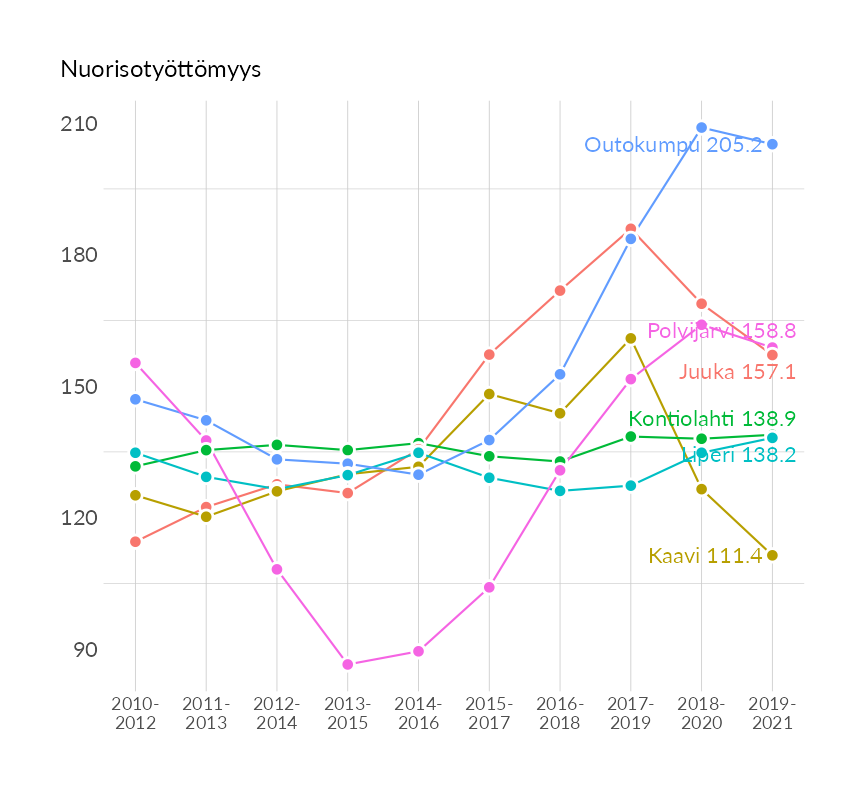 Nuorisotyöttömyys
210
Outokumpu 205.2
180
Polvijärvi 158.8
Juuka 157.1
150
Kontiolahti 138.9
Liperi 138.2
120
Kaavi 111.4
90
2010- 2011- 2012- 2013- 2014- 2015- 2016- 2017- 2018- 2019-
2012 2013 2014 2015 2016 2017 2018 2019 2020 2021